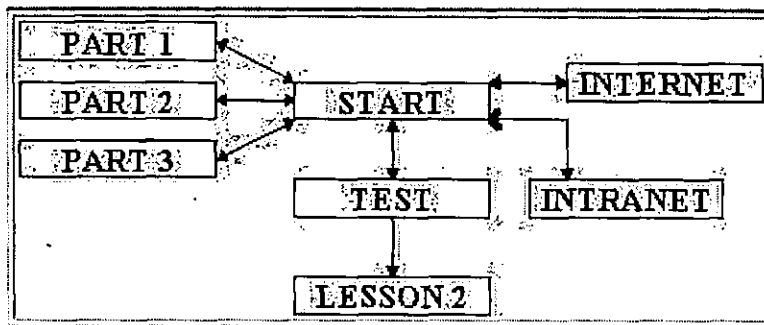 PART 1
PART 2
PART 3
START
INTERNET
TEST
INTRANET
LESSON 2